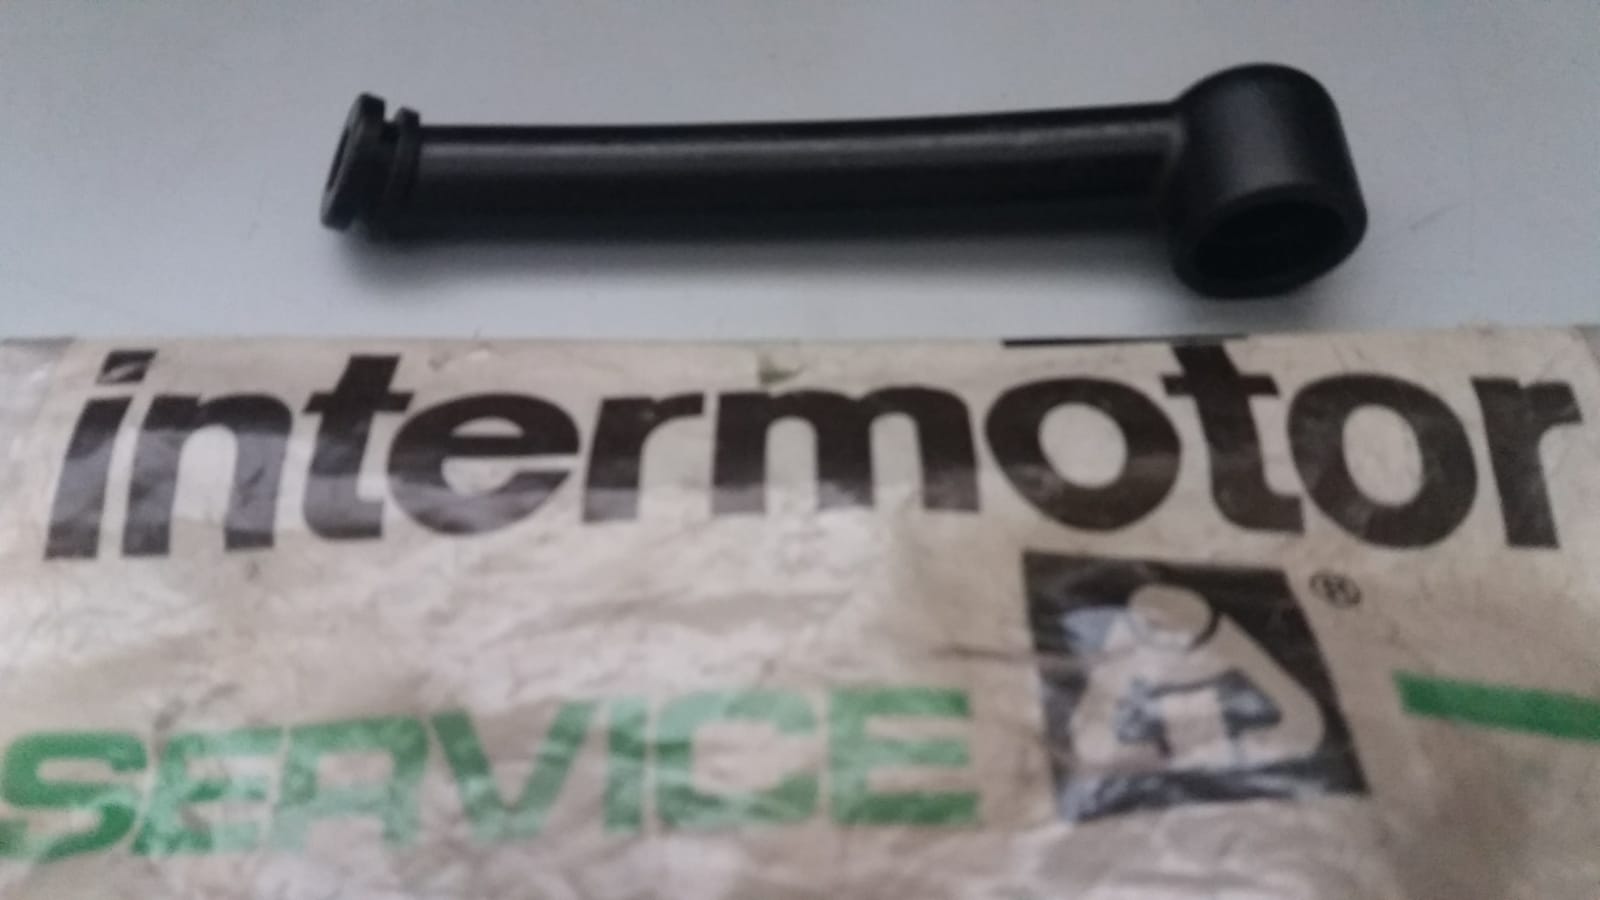 intermotor
®
SERVICE